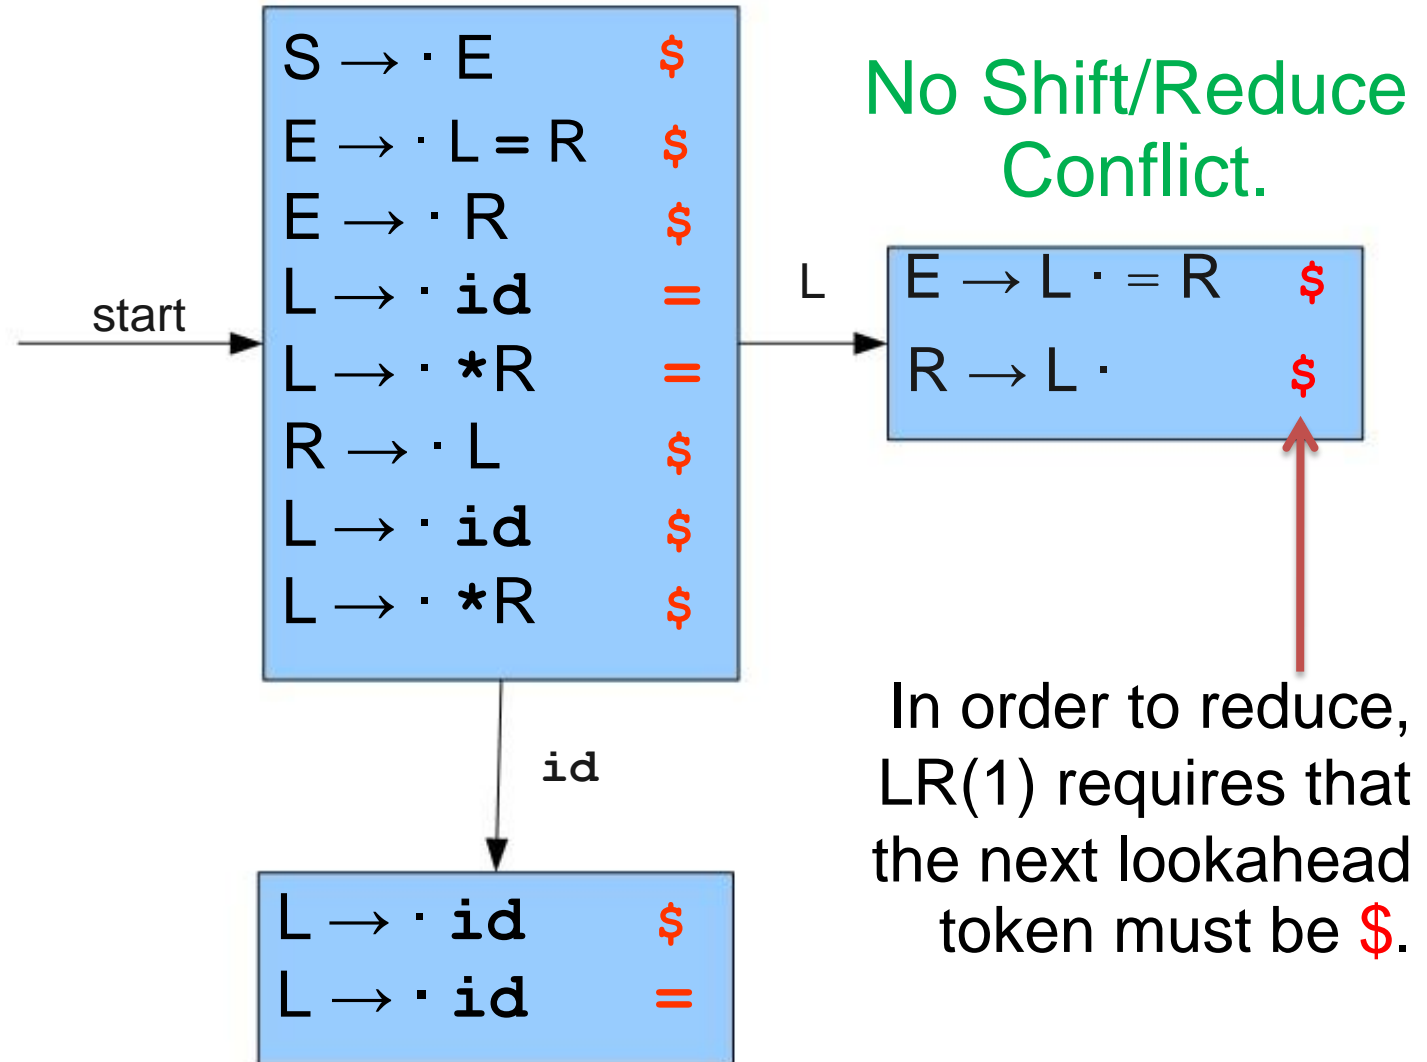 S → · E $
E → · L = R $
E → · R $
L → · id =
L → · *R =
R → · L $
L → · id $
L → · *R $
start
L
No Shift/Reduce
Conflict.
E → L · = R $
R → L · $
id
L → · id $
L → · id =
In order to reduce,
LR(1) requires that
the next lookahead
token must be $.